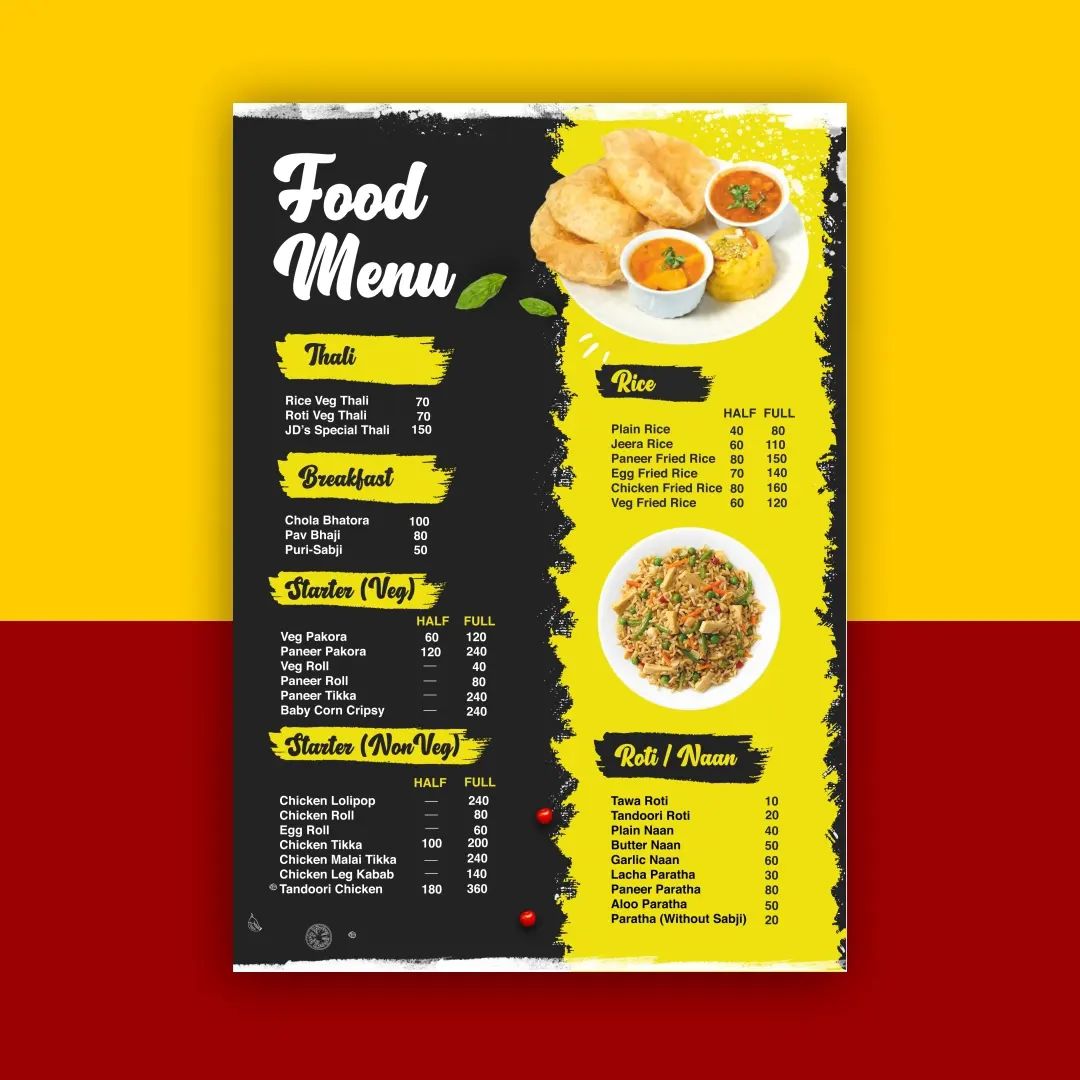 Food
Menu
Thali
Rice Veg Thali 70
Roti Veg Thali 70
JD's Special Thali 150
Breakfast
Chola Bhatora 100
Pav Bhaji 80
Puri-Sabji 50
Starter (Veg)
HALF FULL
Veg Pakora 60 120
Paneer Pakora 120 240
Veg Roll — 40
Paneer Roll — 80
Paneer Tikka — 240
Baby Corn Cripsy — 240
Starter (Non Veg)
HALF FULL
Chicken Lolipop — 240
Chicken Roll — 80
Egg Roll — 60
Chicken Tikka 100 200
Chicken Malai Tikka — 240
Chicken Leg Kabab — 140
Tandoori Chicken 180 360
Rice
HALF FULL
Plain Rice 40 80
Jeera Rice 60 110
Paneer Fried Rice 80 150
Egg Fried Rice 70 140
Chicken Fried Rice 80 160
Veg Fried Rice 60 120
Roti / Naan
Tawa Roti 10
Tandoori Roti 20
Plain Naan 40
Butter Naan 50
Garlic Naan 60
Lacha Paratha 30
Paneer Paratha 80
Aloo Paratha 50
Paratha (Without Sabji) 20